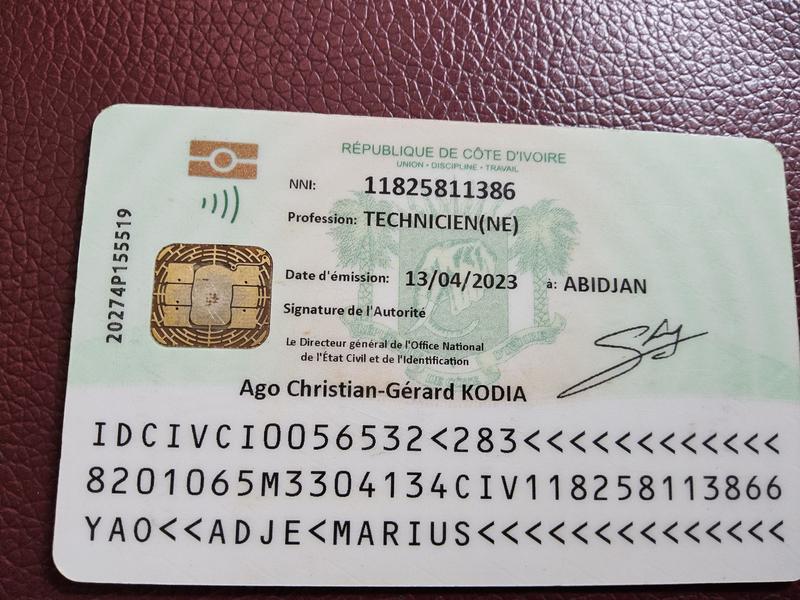 RÉPUBLIQUE DE CÔTE D'IVOIRE
UNION - DISCIPLINE - TRAVAIL
NNI: 11825811386
Profession: TECHNICIEN(NE)
20274P155519
Date d'émission: 13/04/2023 à: ABIDJAN
Signature de l'Autorité
Le Directeur général de l'Office National
de l'État Civil et de l'Identification
Ago Christian-Gérard KODIA
IDCIVCI0056532<283<<<<<<<<<<<<
8201065M3304134CIV118258113866
YAO<<ADJE<MARIUS<<<<<<<<<<<<<<